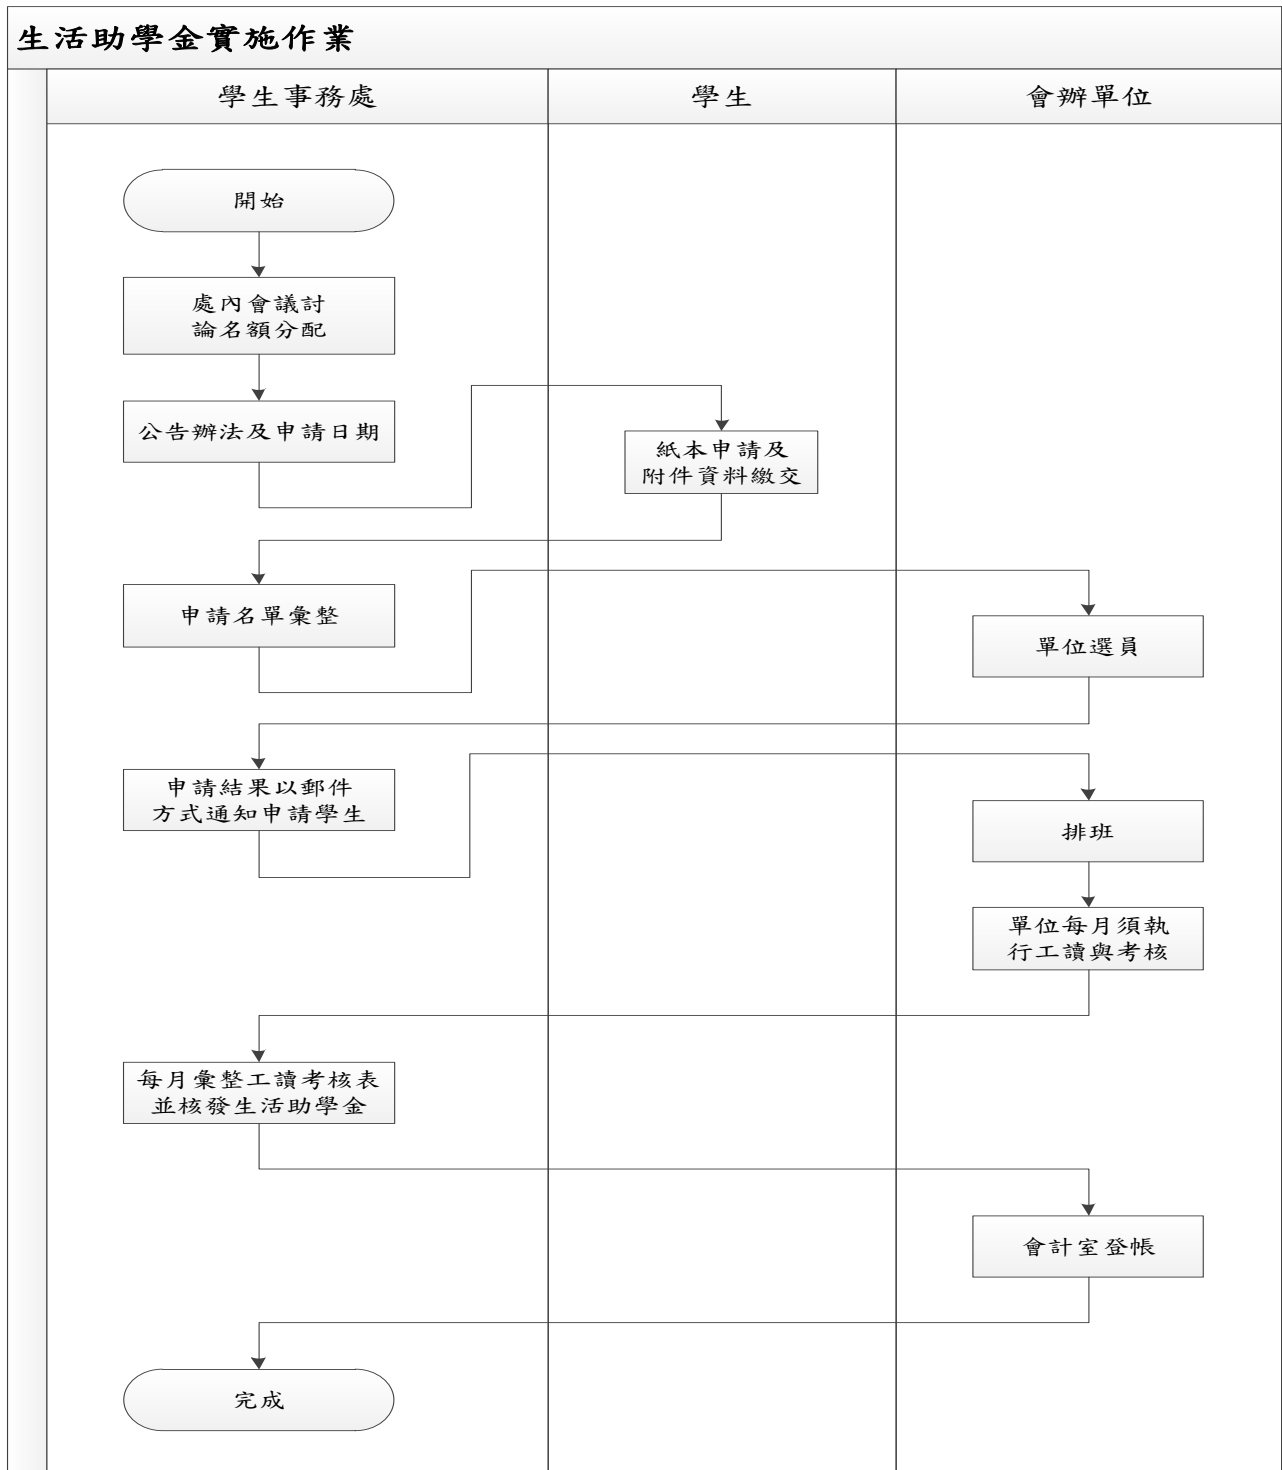 生活助學金實施作業
學生事務處
學生
會辦單位
開始
處內會議討
論名額分配
公告辦法及申請日期
紙本申請及
附件資料繳交
申請名單彙整
單位選員
申請結果以郵件
方式通知申請學生
排班
單位每月須執
行工讀與考核
每月彙整工讀考核表
並核發生活助學金
會計室登帳
完成